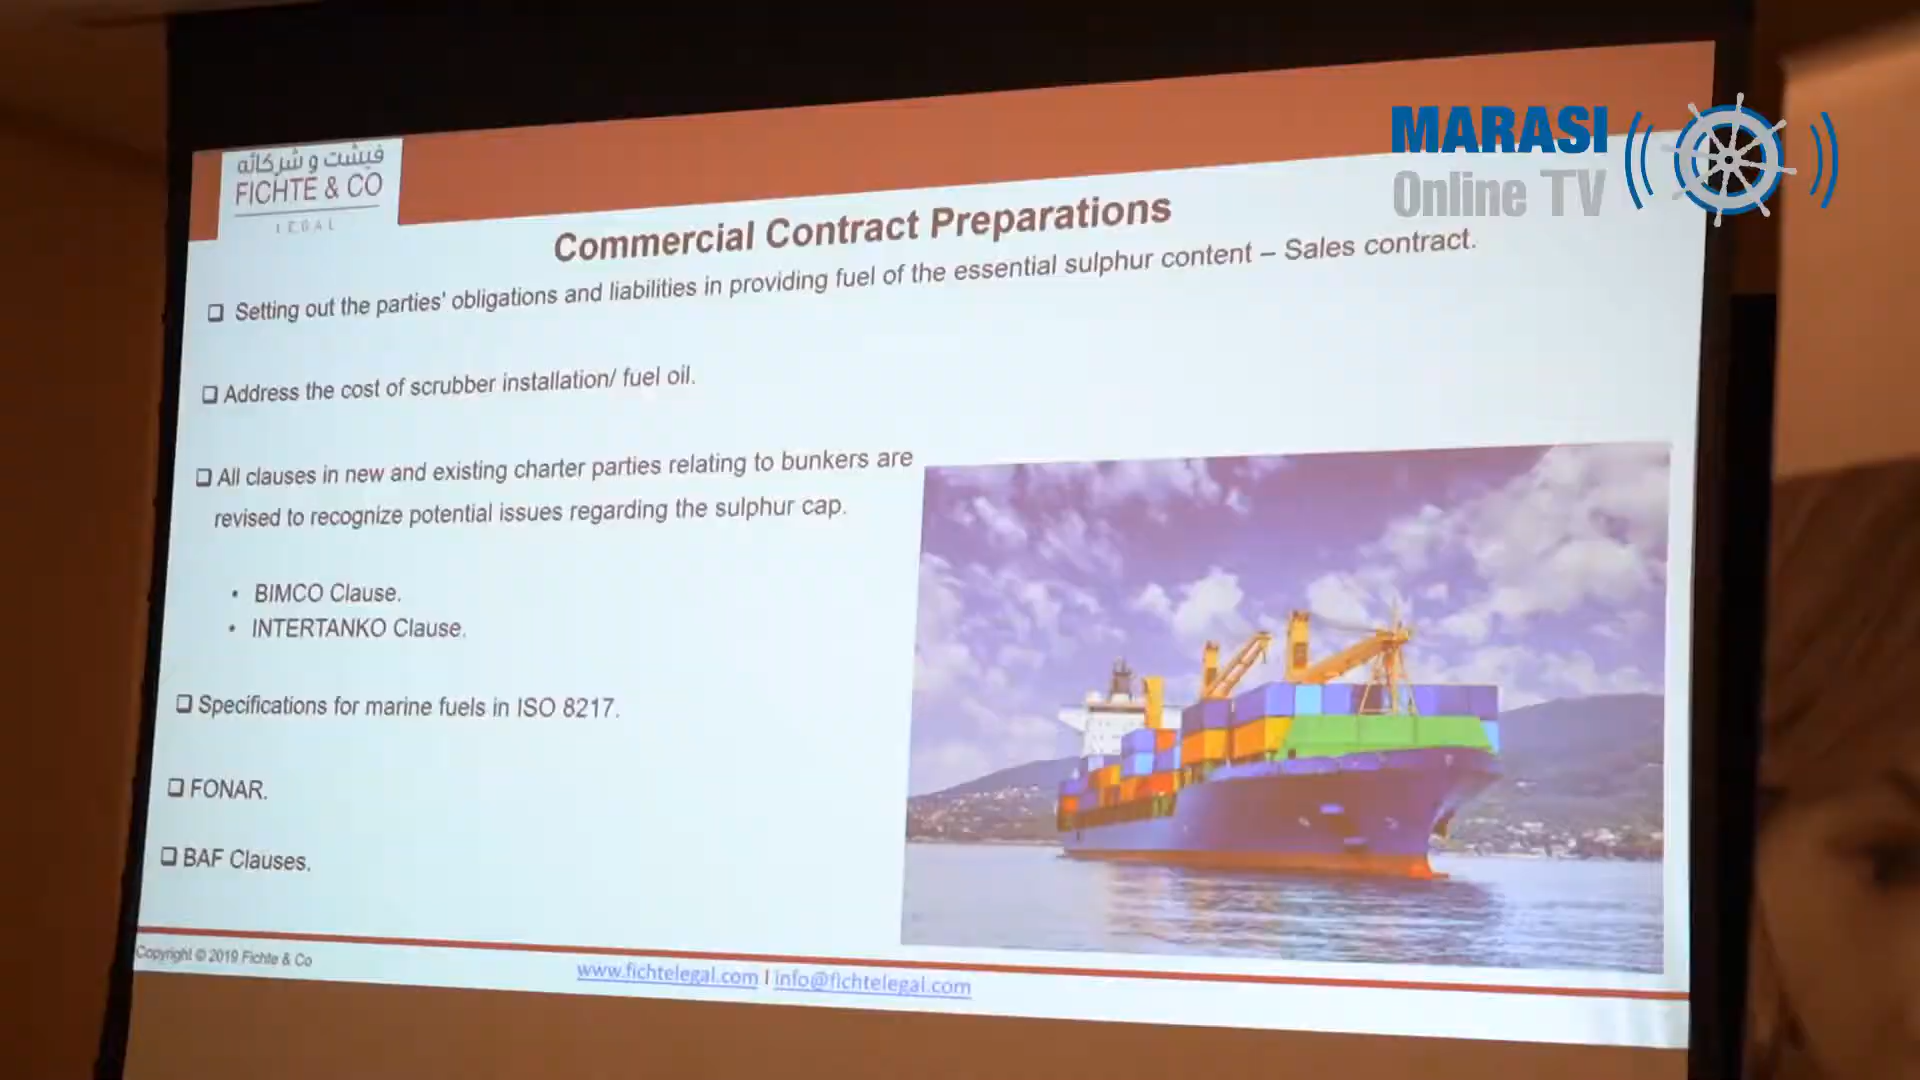 MARASI
Online TV
فيشت و شركائه
FICHTE & CO
LEGAL
Commercial Contract Preparations
❑ Setting out the parties' obligations and liabilities in providing fuel of the essential sulphur content – Sales contract.
❑ Address the cost of scrubber installation/ fuel oil.
❑ All clauses in new and existing charter parties relating to bunkers are
revised to recognize potential issues regarding the sulphur cap.
• BIMCO Clause.
• INTERTANKO Clause.
❑ Specifications for marine fuels in ISO 8217.
❑ FONAR.
❑ BAF Clauses.
Copyright © 2019 Fichte & Co
www.fichtelegal.com I info@fichtelegal.com